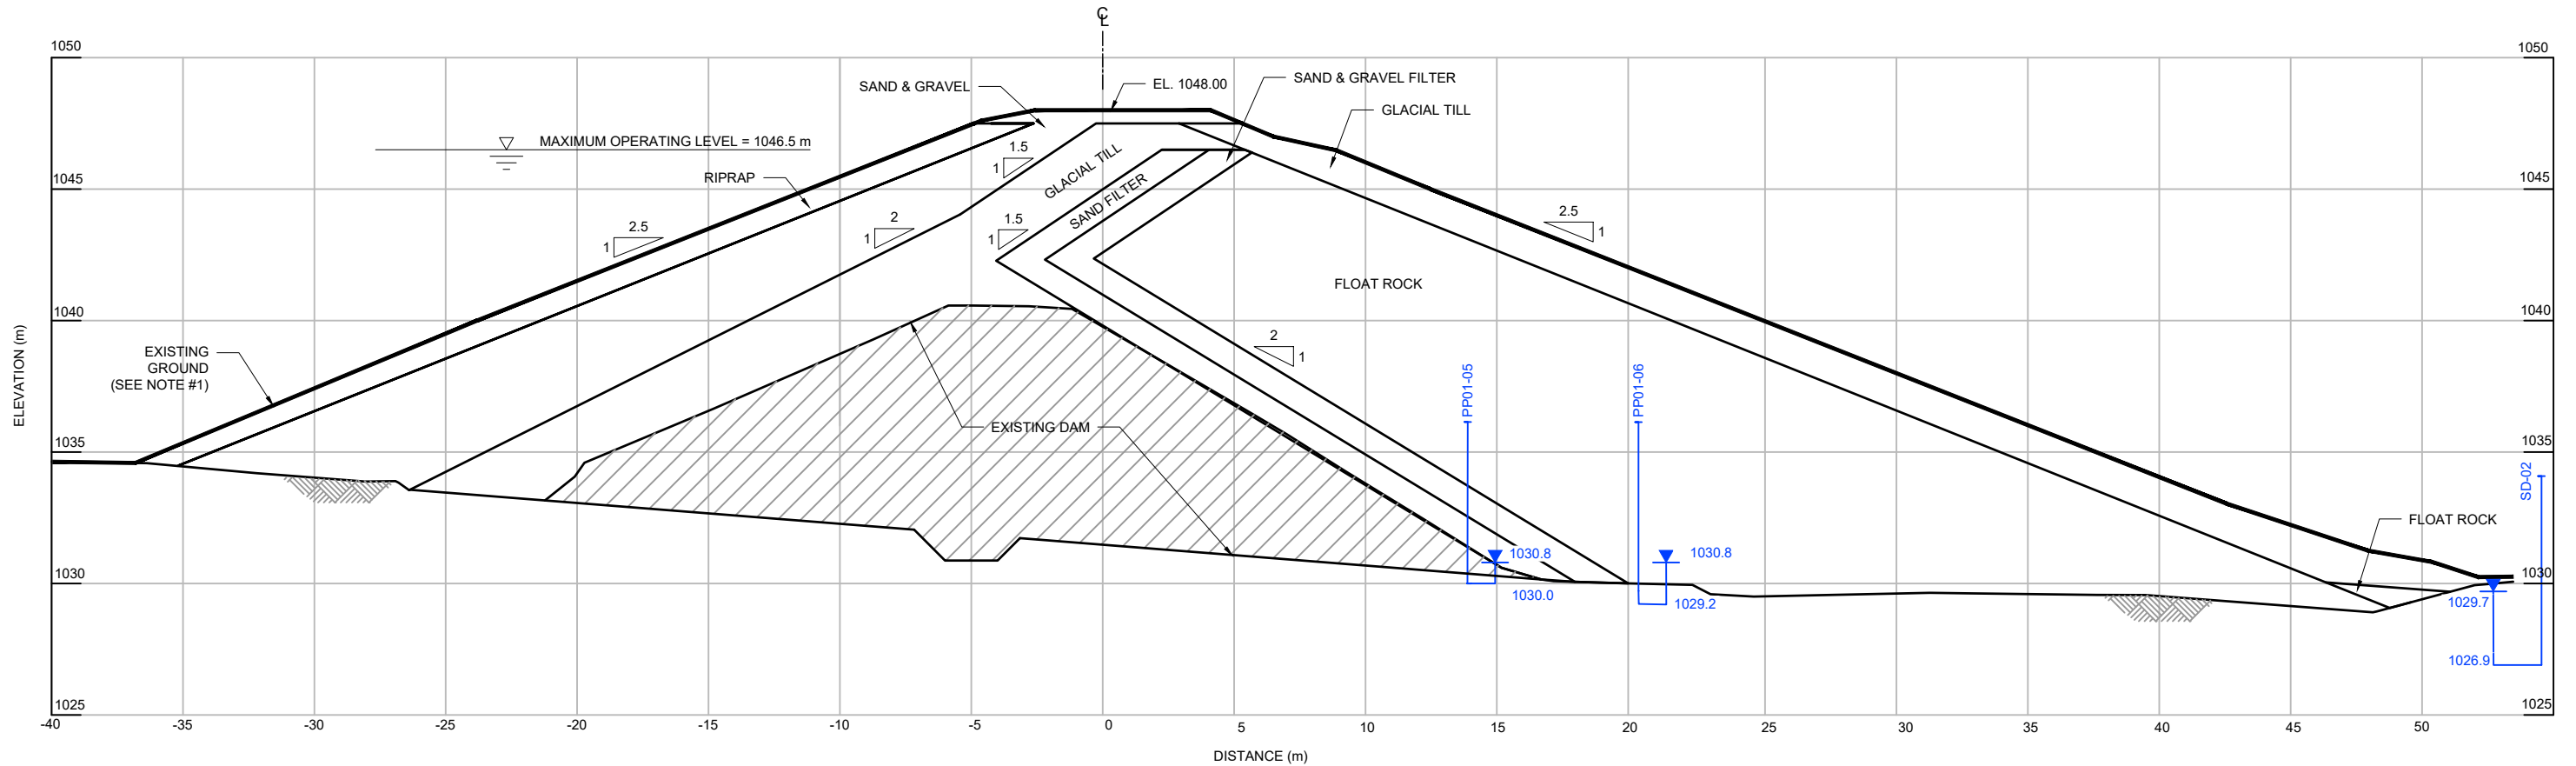 ℄
1050
1050
SAND & GRAVEL
EL. 1048.00
SAND & GRAVEL FILTER
GLACIAL TILL
MAXIMUM OPERATING LEVEL = 1046.5 m
1.5
1
GLACIAL TILL
RIPRAP
1045
1045
SAND FILTER
2.5
1
2
1
1.5
1
2.5
1
FLOAT ROCK
1040
1040
2
1
EXISTING
GROUND
(SEE NOTE #1)
ELEVATION (m)
PP01-05
PP01-06
EXISTING DAM
1035
1035
SD-02
FLOAT ROCK
1030.8
1030.8
1030
1030
1030.0
1029.2
1029.7
1026.9
1025
1025
-40
-35
-30
-25
-20
-15
-10
-5
0
5
10
15
20
25
30
35
40
45
50
DISTANCE (m)